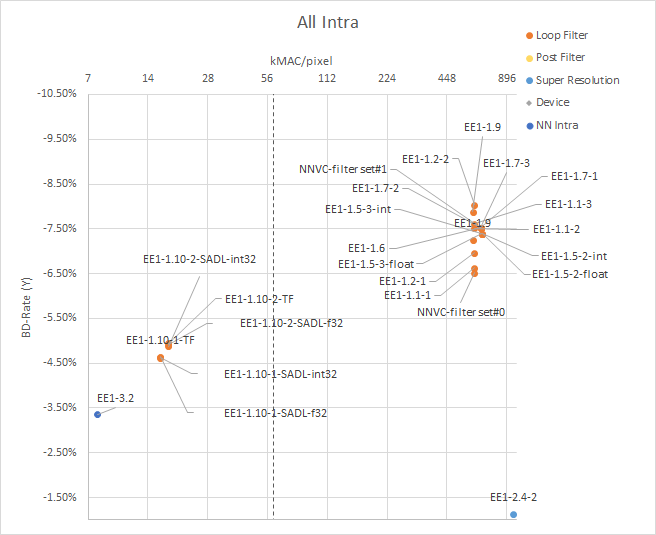 All Intra
kMAC/pixel
7 14 28 56 112 224 448 896
Loop Filter
Post Filter
Super Resolution
Device
NN Intra
BD-Rate (Y)
-10.50%
-9.50%
-8.50%
-7.50%
-6.50%
-5.50%
-4.50%
-3.50%
-2.50%
-1.50%
EE1-1.9
EE1-1.2-2
EE1-1.7-3
NNVC-filter set#1
EE1-1.7-1
EE1-1.7-2
EE1-1.1-3
EE1-1.5-3-int
EE1-1.9
EE1-1.1-2
EE1-1.6
EE1-1.5-2-int
EE1-1.5-3-float
EE1-1.5-2-float
EE1-1.2-1
EE1-1.1-1
NNVC-filter set#0
EE1-1.10-2-SADL-int32
EE1-1.10-2-TF
EE1-1.10-2-SADL-f32
EE1-1.10-1-TF
EE1-1.10-1-SADL-int32
EE1-1.10-1-SADL-f32
EE1-3.2
EE1-2.4-2